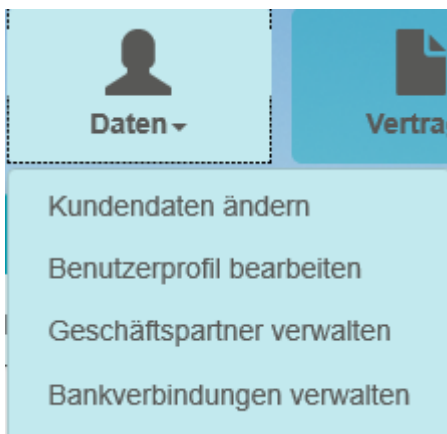 Daten
Kundendaten ändern
Benutzerprofil bearbeiten
Geschäftspartner verwalten
Bankverbindungen verwalten